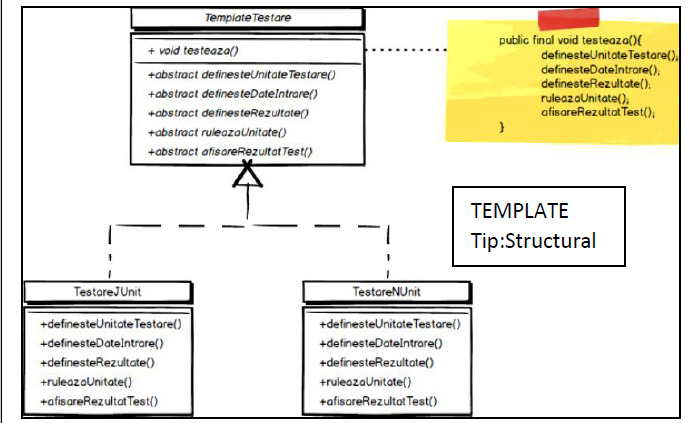 TemplateTestare
+ void testeaza()
+abstract definesteUnitateTestare()
+abstract definesteDateIntrare()
+abstract definesteRezultate()
+abstract ruleazaUnitate()
+abstract afisareRezultatTest()
public final void testeaza(){
definesteUnitateTestare();
definesteDateIntrare();
definesteRezultate();
ruleazaUnitate();
afisareRezultatTest();
}
TEMPLATE
Tip:Structural
TestareJUnit
+definesteUnitateTestare()
+definesteDateIntrare()
+definesteRezultate()
+ruleazaUnitate()
+afisareRezultatTest()
TestareNUnit
+definesteUnitateTestare()
+definesteDateIntrare()
+definesteRezultate()
+ruleazaUnitate()
+afisareRezultatTest()